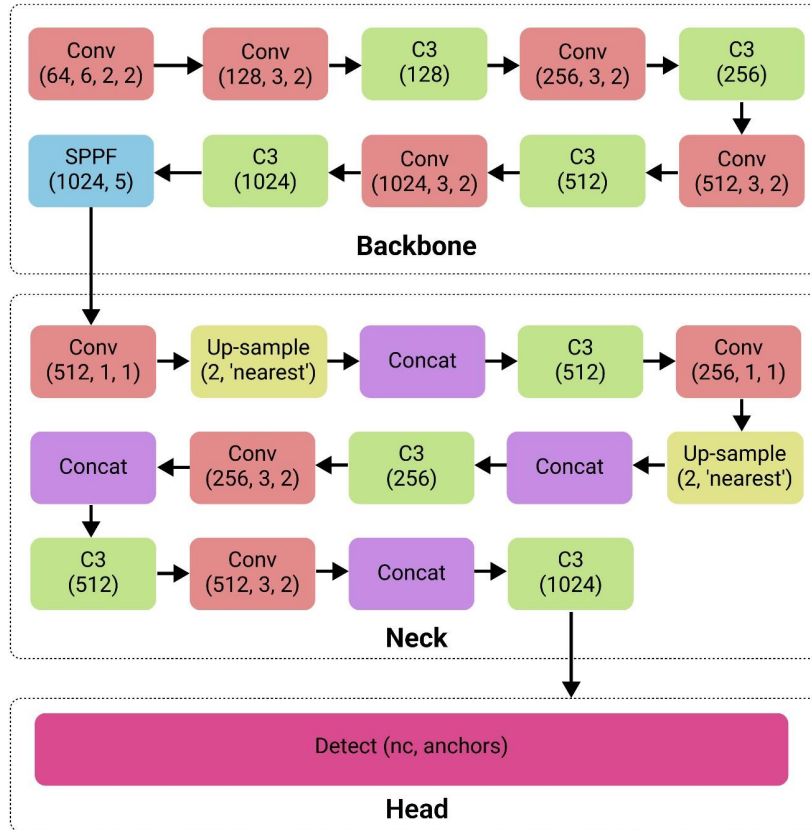 Conv
(64, 6, 2, 2)
Conv
(128, 3, 2)
C3
(128)
Conv
(256, 3, 2)
C3
(256)
SPPF
(1024, 5)
C3
(1024)
Conv
(1024, 3, 2)
C3
(512)
Conv
(512, 3, 2)
Backbone
Conv
(512, 1, 1)
Up-sample
(2, 'nearest')
Concat
C3
(512)
Conv
(256, 1, 1)
Concat
Conv
(256, 3, 2)
C3
(256)
Concat
Up-sample
(2, 'nearest')
C3
(512)
Conv
(512, 3, 2)
Concat
C3
(1024)
Neck
Detect (nc, anchors)
Head